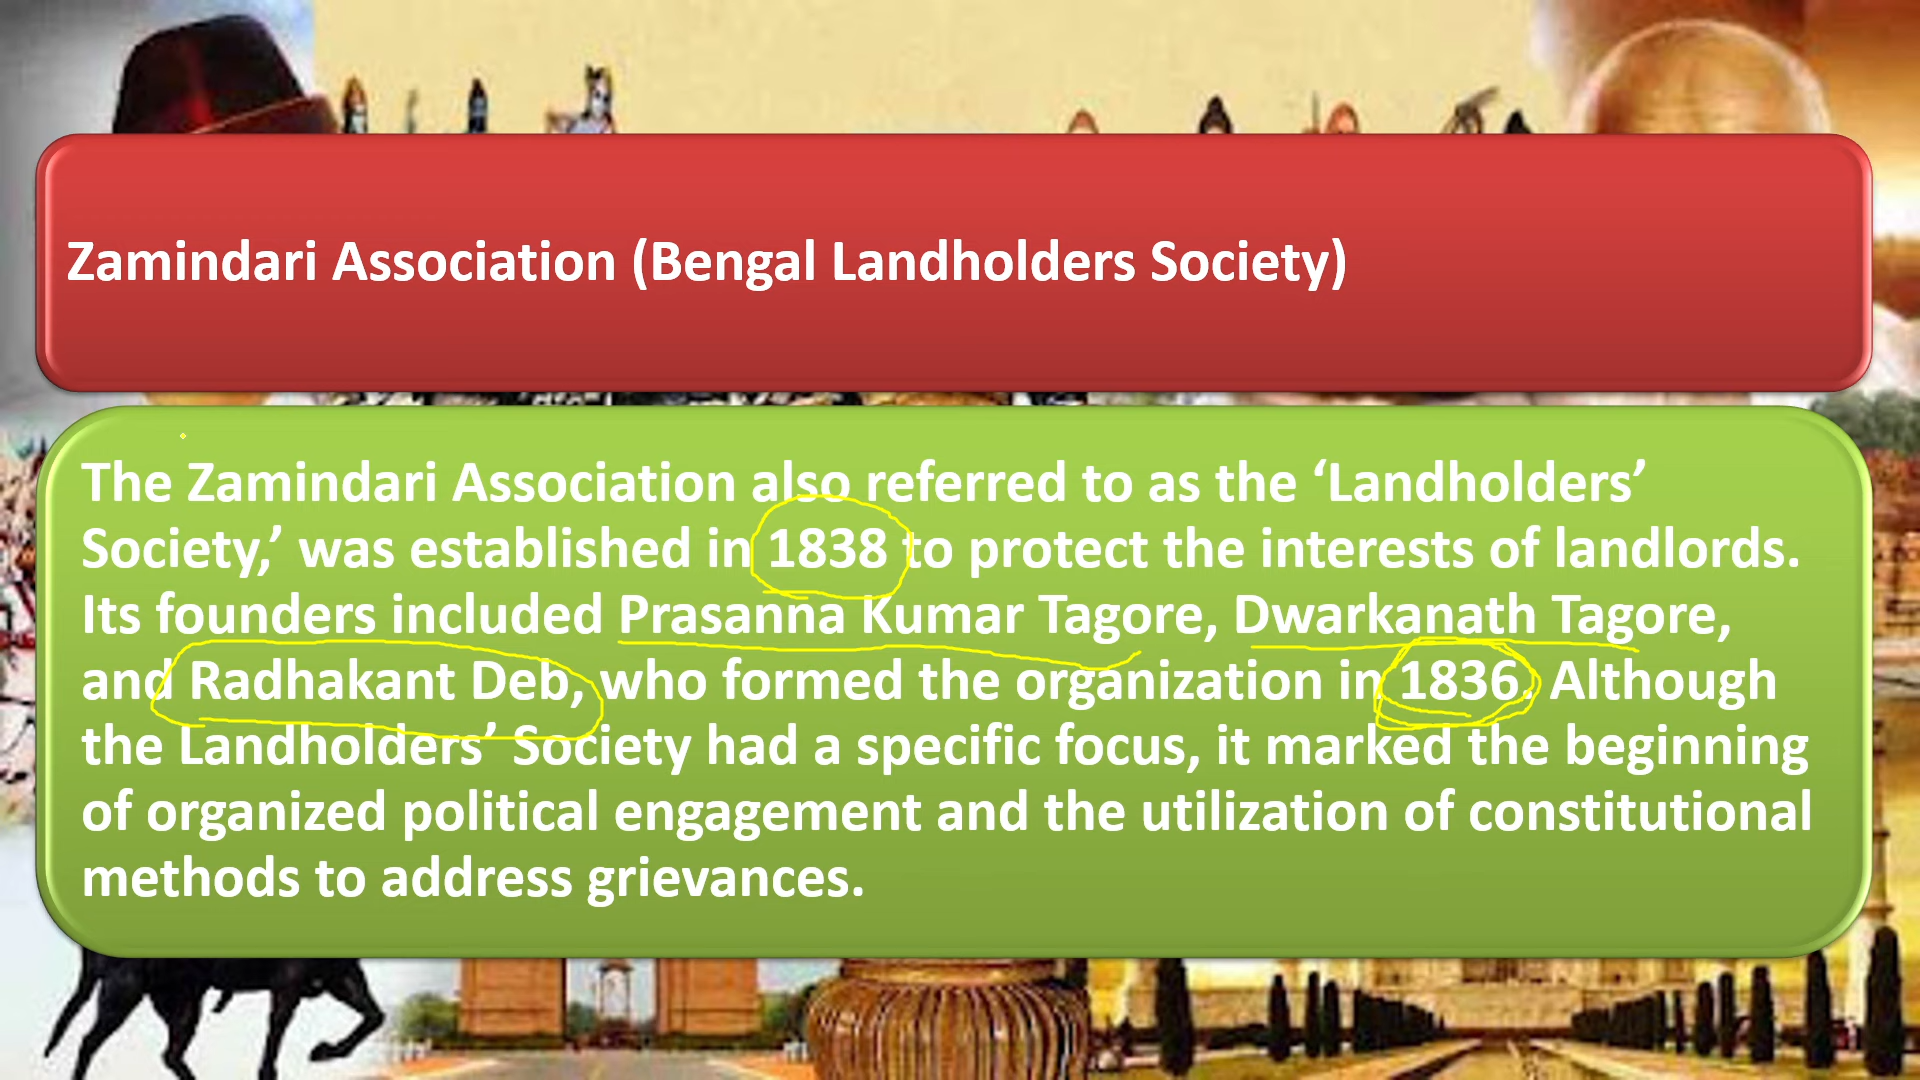 Zamindari Association (Bengal Landholders Society)
The Zamindari Association also referred to as the ‘Landholders’
Society,’ was established in 1838 to protect the interests of landlords.
Its founders included Prasanna Kumar Tagore, Dwarkanath Tagore,
and Radhakant Deb, who formed the organization in 1836. Although
the Landholders’ Society had a specific focus, it marked the beginning
of organized political engagement and the utilization of constitutional
methods to address grievances.